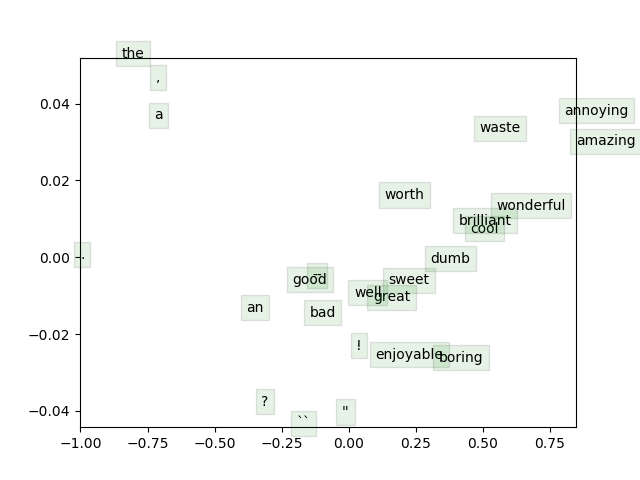 the
,
0.04
a
annoying
waste
amazing
0.02
worth
wonderful
brilliant
cool
0.00
.
dumb
good
–
sweet
well
great
an
bad
−0.02
!
enjoyable
boring
?
−0.04
``
"
−1.00 −0.75 −0.50 −0.25 0.00 0.25 0.50 0.75